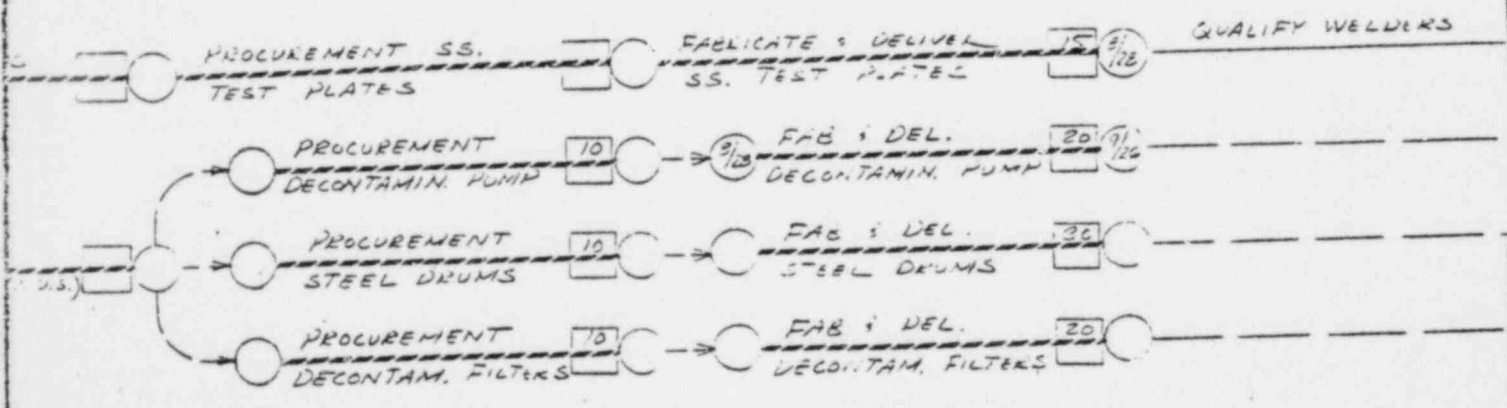 PROCUREMENT SS.
TEST PLATES
FABRICATE & DELIVER
SS. TEST PLATES
15
QUALIFY WELDERS
PROCUREMENT
DECONTAMIN. PUMP
10
FAB & DEL.
DECONTAMIN. PUMP
20
9/26
PROCUREMENT
STEEL DRUMS
10
FAB & DEL.
STEEL DRUMS
30
U.S.)
PROCUREMENT
DECONTAM. FILTERS
10
FAB & DEL.
DECONTAM. FILTERS
20